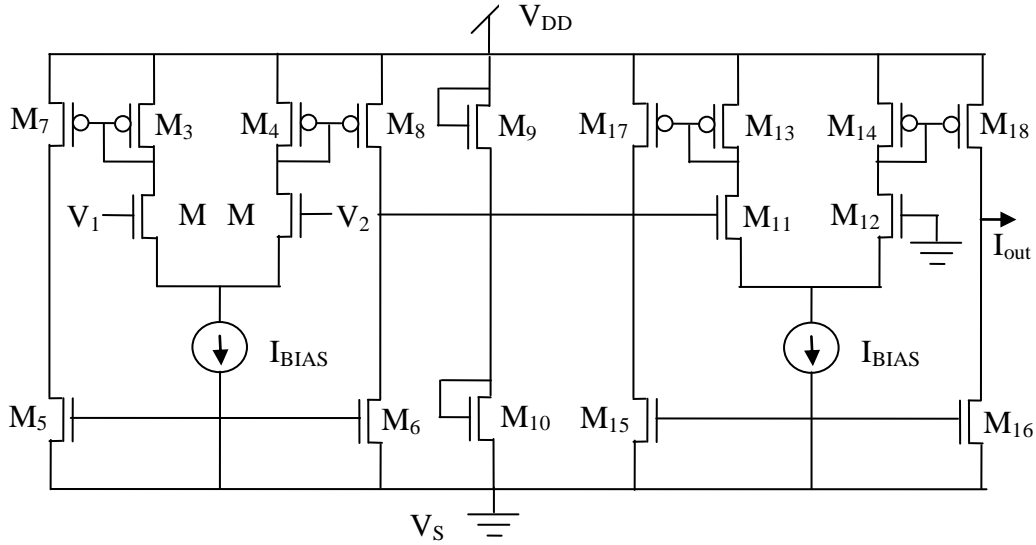 V_DD
M_7
M_3
M_4
M_8
M_9
M_17
M_13
M_14
M_18
V_1
M
M
V_2
M_11
M_12
I_out
I_BIAS
I_BIAS
M_5
M_6
M_10
M_15
M_16
V_S